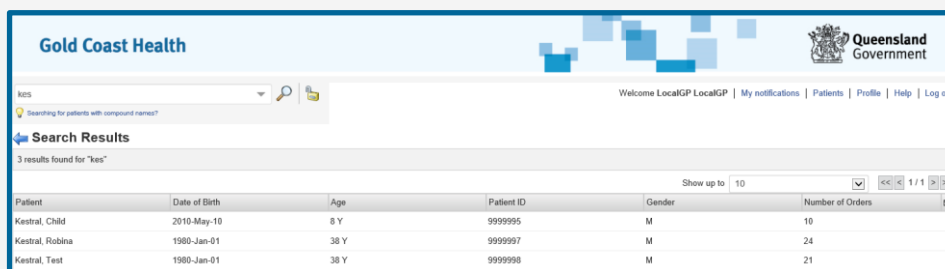 Gold Coast Health
Queensland
Government
kes
Welcome LocalGP LocalGP | My notifications | Patients | Profile | Help | Log o
Searching for patients with compound names?
Search Results
3 results found for "kes"
Show up to 10 << < 1 / 1 >
Patient Date of Birth Age Patient ID Gender Number of Orders
Kestral, Child 2010-May-10 8 Y 9999995 M 10
Kestral, Robina 1980-Jan-01 38 Y 9999997 M 24
Kestral, Test 1980-Jan-01 38 Y 9999998 M 21